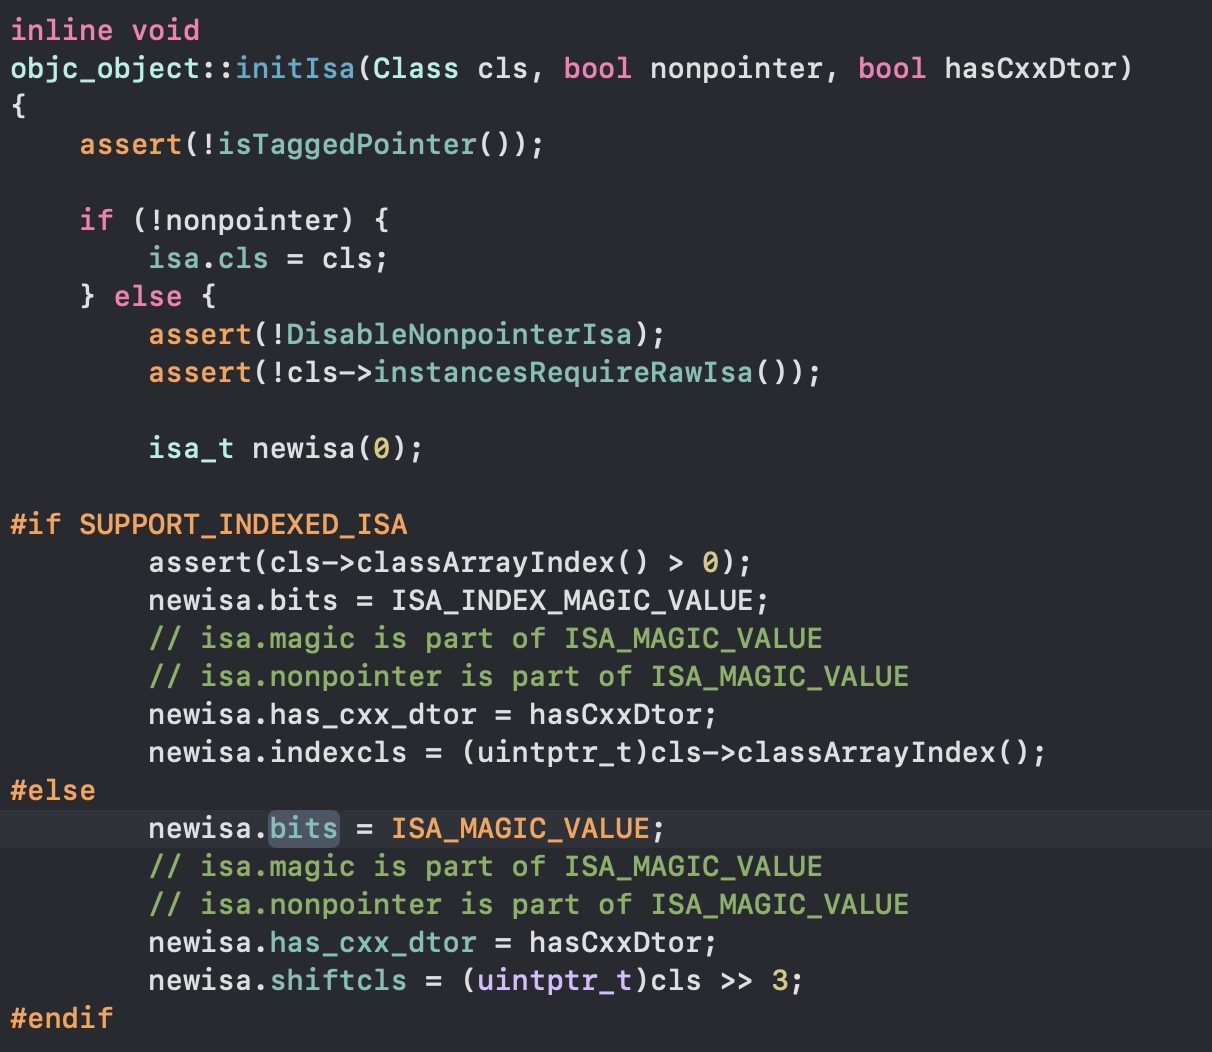 inline void
objc_object::initIsa(Class cls, bool nonpointer, bool hasCxxDtor)
{
    assert(!isTaggedPointer());

    if (!nonpointer) {
        isa.cls = cls;
    } else {
        assert(!DisableNonpointerIsa);
        assert(!cls->instancesRequireRawIsa());

        isa_t newisa(0);

#if SUPPORT_INDEXED_ISA
        assert(cls->classArrayIndex() > 0);
        newisa.bits = ISA_INDEX_MAGIC_VALUE;
        // isa.magic is part of ISA_MAGIC_VALUE
        // isa.nonpointer is part of ISA_MAGIC_VALUE
        newisa.has_cxx_dtor = hasCxxDtor;
        newisa.indexcls = (uintptr_t)cls->classArrayIndex();
#else
        newisa.bits = ISA_MAGIC_VALUE;
        // isa.magic is part of ISA_MAGIC_VALUE
        // isa.nonpointer is part of ISA_MAGIC_VALUE
        newisa.has_cxx_dtor = hasCxxDtor;
        newisa.shiftcls = (uintptr_t)cls >> 3;
#endif